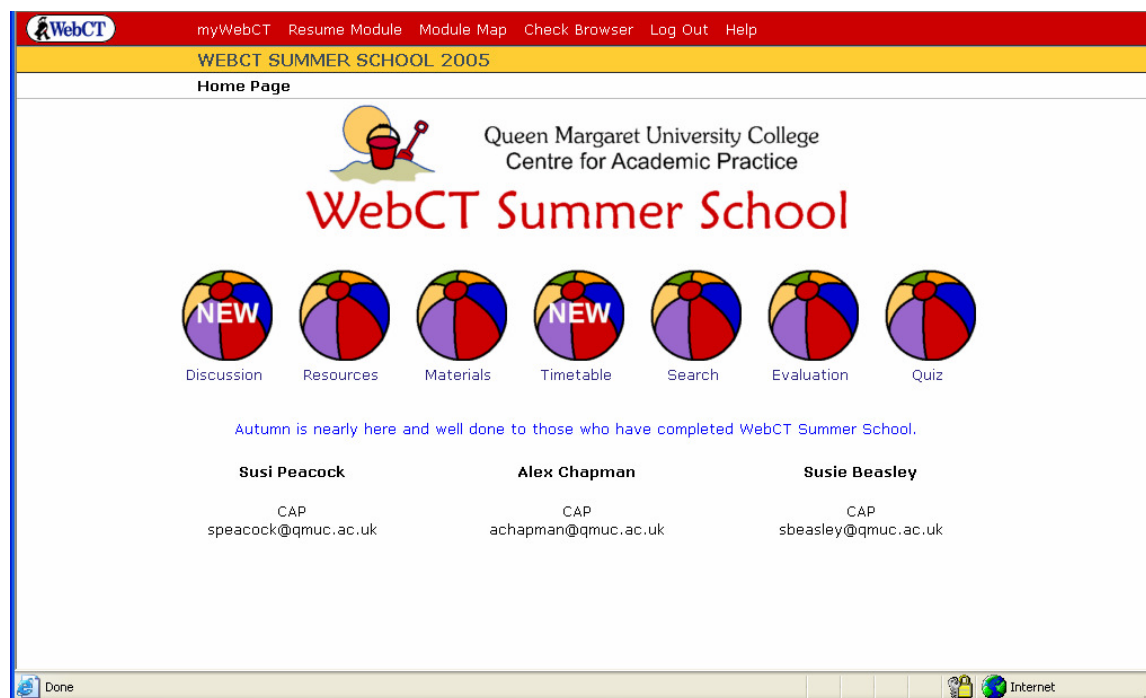 WebCT myWebCT Resume Module Module Map Check Browser Log Out Help
WEBCT SUMMER SCHOOL 2005
Home Page
Queen Margaret University College
Centre for Academic Practice
WebCT Summer School
NEW NEW
Discussion Resources Materials Timetable Search Evaluation Quiz
Autumn is nearly here and well done to those who have completed WebCT Summer School.
Susi Peacock Alex Chapman Susie Beasley
CAP CAP CAP
speacock@qmuc.ac.uk achapman@qmuc.ac.uk sbeasley@qmuc.ac.uk
Done Internet